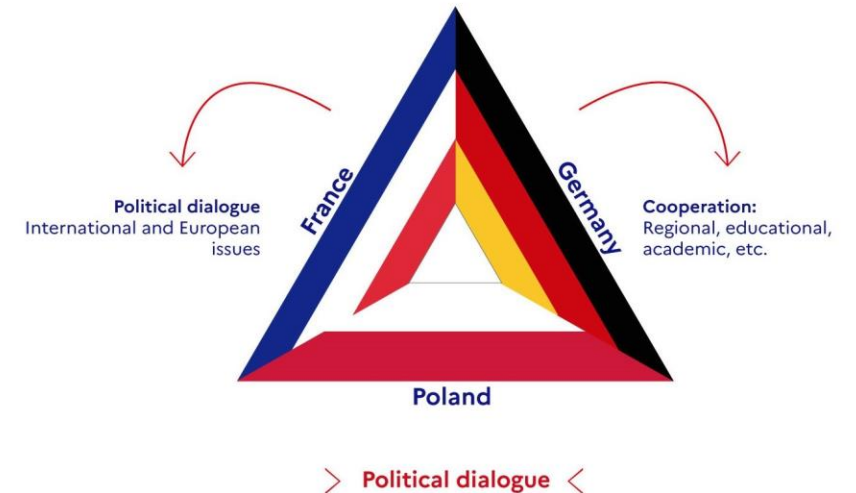 France
Germany
Political dialogue
International and European
issues
Cooperation:
Regional, educational,
academic, etc.
Poland
Political dialogue